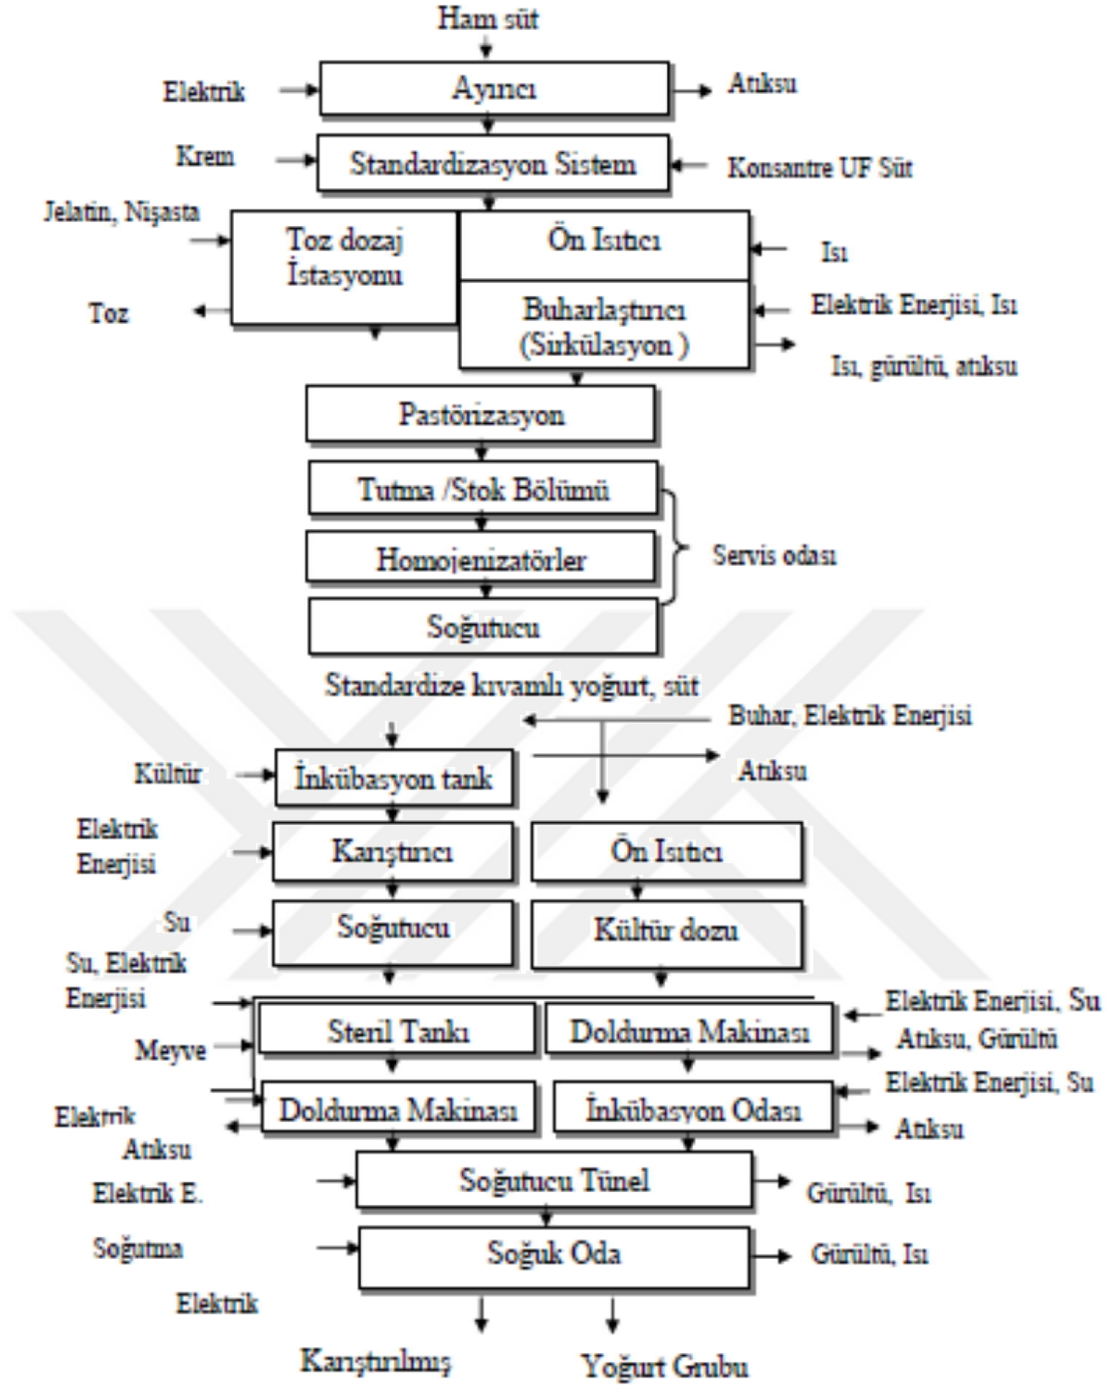 Ham süt
Elektrik
Ayırıcı
Atıksu
Krem
Standardizasyon Sistem
Konsantre UF Süt
Jelatin, Nişasta
Toz dozaj
İstasyonu
Ön Isıtıcı
Isı
Toz
Buharlaştırıcı
(Sirkülasyon )
Elektrik Enerjisi, Isı
Isı, gürültü, atıksu
Pastörizasyon
Tutma /Stok Bölümü
Homojenizatörler
Servis odası
Soğutucu
Standardize kıvamlı yoğurt, süt
Buhar, Elektrik Enerjisi
Atıksu
Kültür
İnkübasyon tank
Elektrik
Enerjisi
Karıştırıcı
Ön Isıtıcı
Su
Soğutucu
Kültür dozu
Su, Elektrik
Enerjisi
Steril Tankı
Doldurma Makinası
Elektrik Enerjisi, Su
Atıksu, Gürültü
Meyve
Elektrik Enerjisi, Su
Elektrik
Doldurma Makinası
İnkübasyon Odası
Atıksu
Atıksu
Elektrik E.
Soğutucu Tünel
Gürültü, Isı
Soğutma
Soğuk Oda
Gürültü, Isı
Elektrik
Karıştırılmış
Yoğurt Grubu